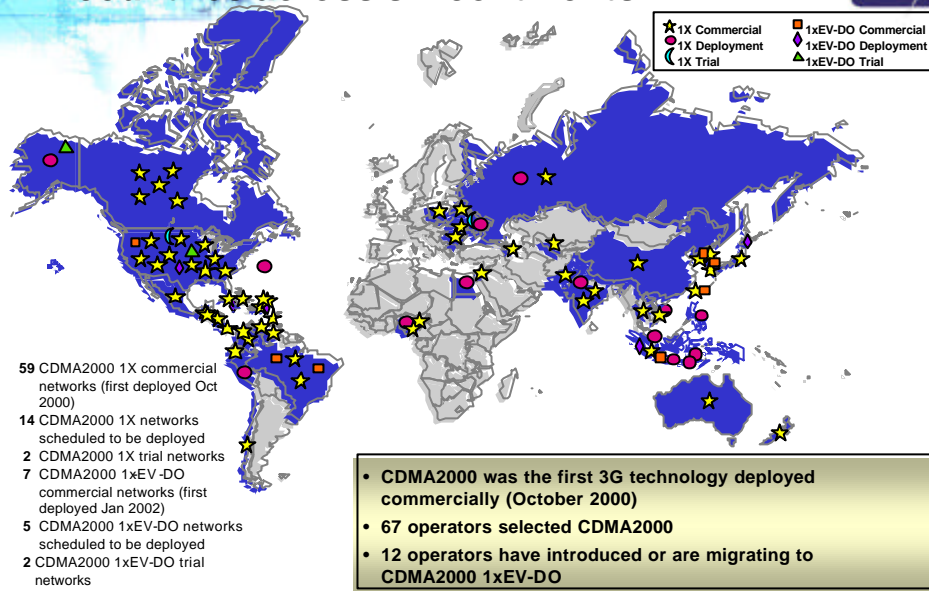 1X Commercial
1X Deployment
1X Trial
1xEV-DO Commercial
1xEV-DO Deployment
1xEV-DO Trial
59 CDMA2000 1X commercial
networks (first deployed Oct
2000)
14 CDMA2000 1X networks
scheduled to be deployed
2 CDMA2000 1X trial networks
7 CDMA2000 1xEV-DO
commercial networks (first
deployed Jan 2002)
5 CDMA2000 1xEV-DO networks
scheduled to be deployed
2 CDMA2000 1xEV-DO trial
networks
• CDMA2000 was the first 3G technology deployed
commercially (October 2000)
• 67 operators selected CDMA2000
• 12 operators have introduced or are migrating to
CDMA2000 1xEV-DO